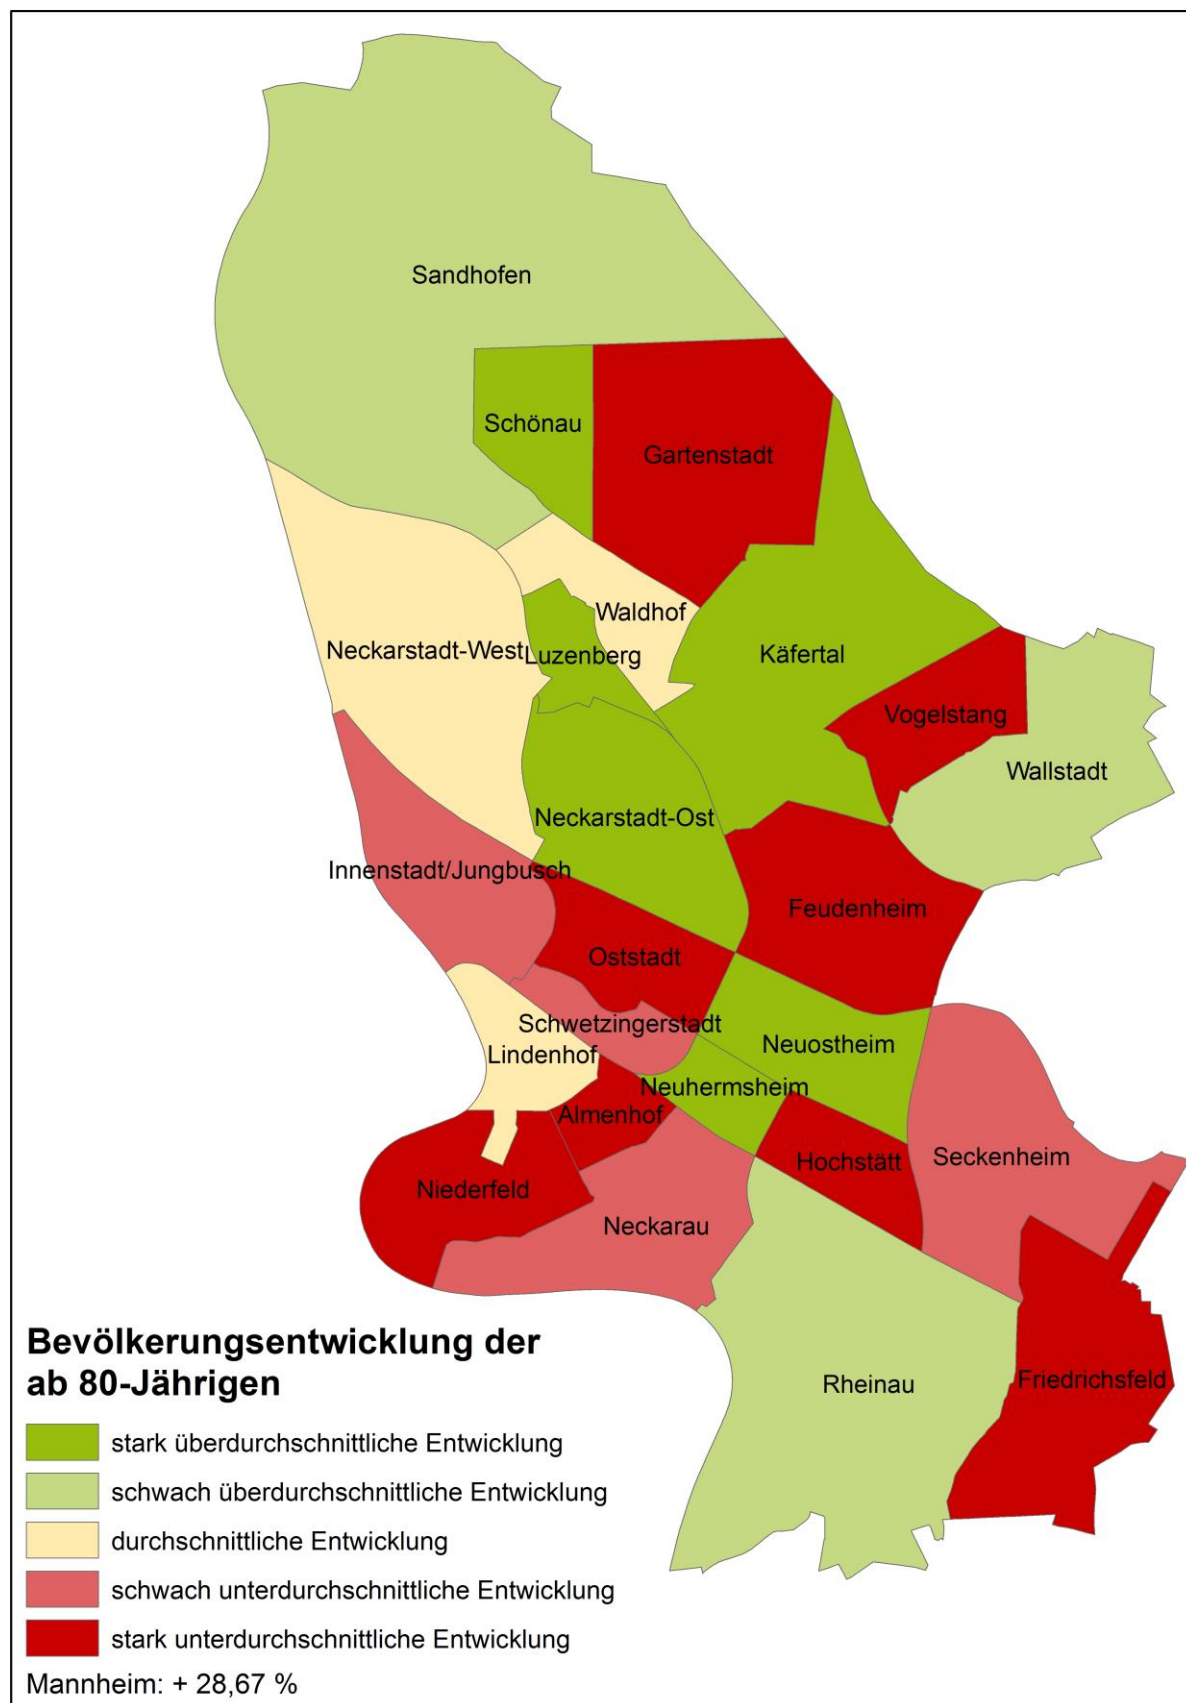 Sandhofen
Schönau
Gartenstadt
Waldhof
Neckarstadt-West
Luzenberg
Käfertal
Vogelstang
Wallstadt
Neckarstadt-Ost
Innenstadt/Jungbusch
Feudenheim
Oststadt
Schwetzingerstadt
Neuostheim
Lindenhof
Neuhermsheim
Almenhof
Hochstätt
Seckenheim
Niederfeld
Neckarau
Rheinau
Friedrichsfeld
Bevölkerungsentwicklung der
ab 80-Jährigen
stark überdurchschnittliche Entwicklung
schwach überdurchschnittliche Entwicklung
durchschnittliche Entwicklung
schwach unterdurchschnittliche Entwicklung
stark unterdurchschnittliche Entwicklung
Mannheim: + 28,67 %